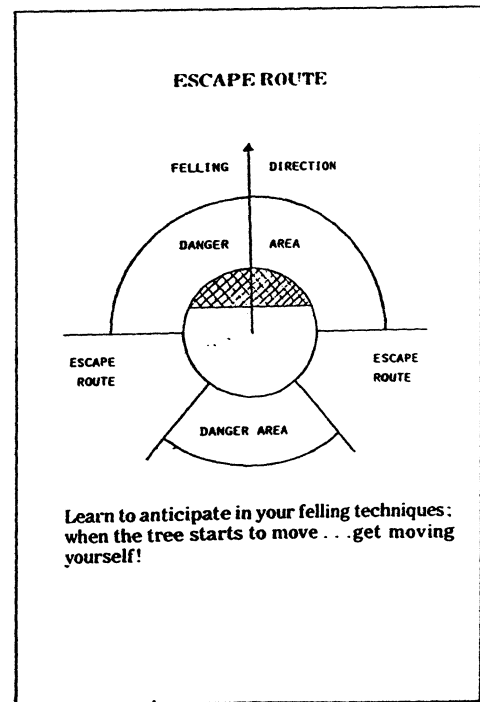 ESCAPE ROUTE
FELLING DIRECTION
DANGER AREA
ESCAPE
ROUTE
ESCAPE
ROUTE
DANGER AREA
Learn to anticipate in your felling techniques;
when the tree starts to move . . . get moving
yourself!